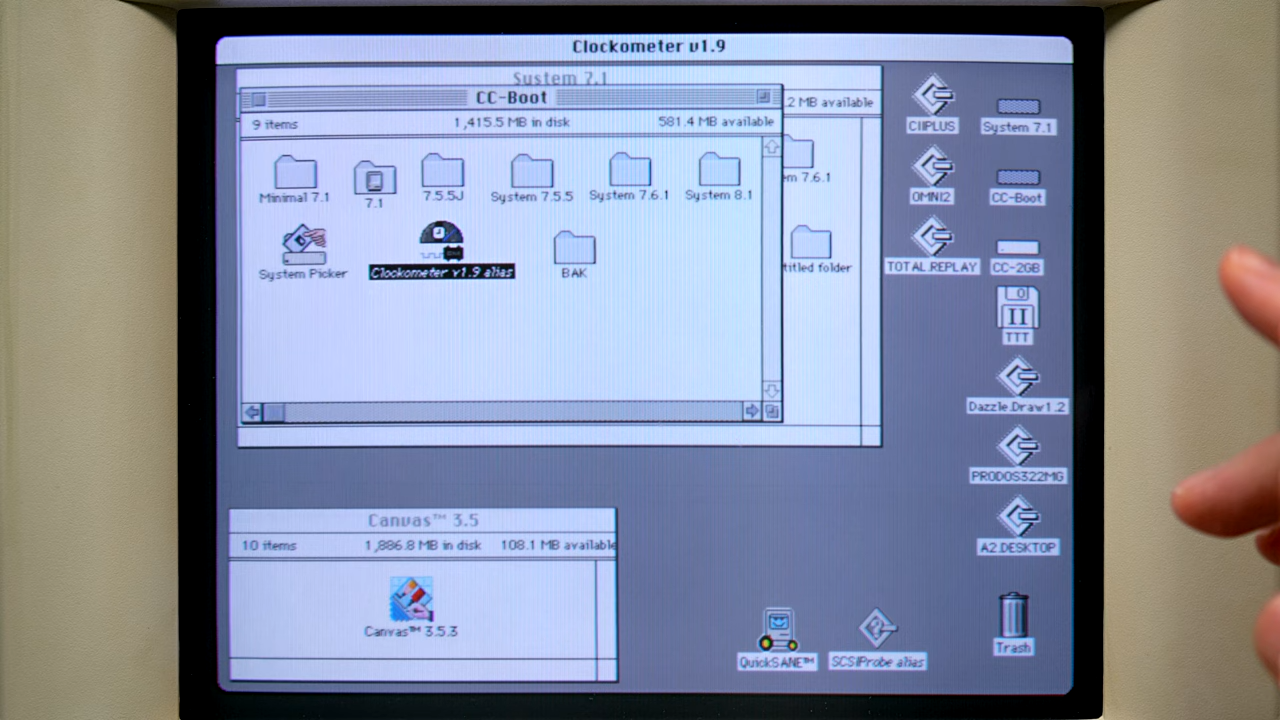 Clockometer v1.9
System 7.1
CC-Boot
.2 MB available
9 items
1,415.5 MB in disk
581.4 MB available
Minimal 7.1
7.1
7.5.5J
System 7.5.5
System 7.6.1
System 8.1
m 7.6.1
System Picker
Clockometer v1.9 alias
BAK
titled folder
CIIPLUS
System 7.1
OMNI2
CC-Boot
TOTAL.REPLAY
CC-2GB
II
TTT
Dazzle.Draw1.2
PRODOS322MG
A2.DESKTOP
Trash
Canvas™ 3.5
10 items
1,886.8 MB in disk
108.1 MB available
Canvas™ 3.5.3
QuickSANE™
SCSIProbe alias